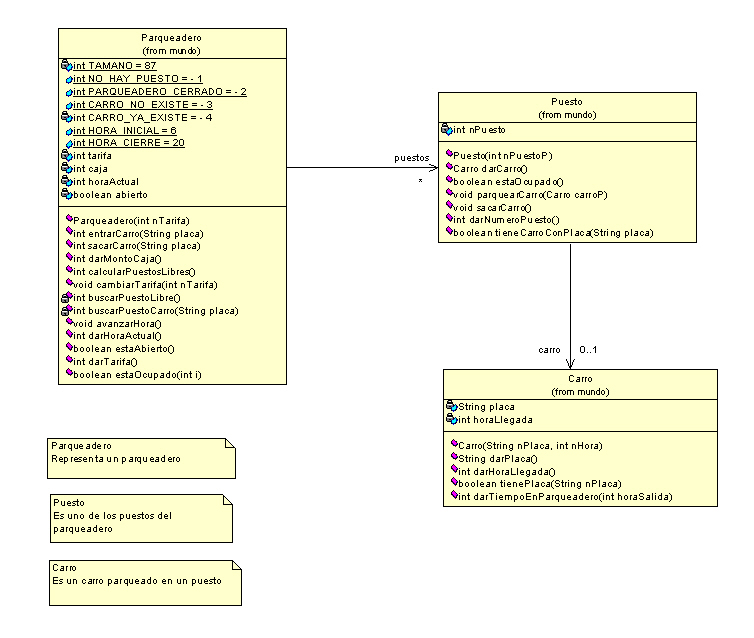 Parqueadero
(from mundo)
int TAMANO = 87
int NO_HAY_PUESTO = - 1
int PARQUEADERO_CERRADO = - 2
int CARRO_NO_EXISTE = - 3
int CARRO_YA_EXISTE = - 4
int HORA_INICIAL = 6
int HORA_CIERRE = 20
int tarifa
int caja
int horaActual
boolean abierto
Parqueadero(int nTarifa)
int entrarCarro(String placa)
int sacarCarro(String placa)
int darMontoCaja()
int calcularPuestosLibres()
void cambiarTarifa(int nTarifa)
int buscarPuestoLibre()
int buscarPuestoCarro(String placa)
void avanzarHora()
int darHoraActual()
boolean estaAbierto()
int darTarifa()
boolean estaOcupado(int i)
puestos
*
Puesto
(from mundo)
int nPuesto
Puesto(int nPuestoP)
Carro darCarro()
boolean estaOcupado()
void parquearCarro(Carro carroP)
void sacarCarro()
int darNumeroPuesto()
boolean tieneCarroConPlaca(String placa)
carro 0..1
Carro
(from mundo)
String placa
int horaLlegada
Carro(String nPlaca, int nHora)
String darPlaca()
int darHoraLlegada()
boolean tienePlaca(String nPlaca)
int darTiempoEnParqueadero(int horaSalida)
Parqueadero
Representa un parqueadero
Puesto
Es uno de los puestos del
parqueadero
Carro
Es un carro parqueado en un puesto